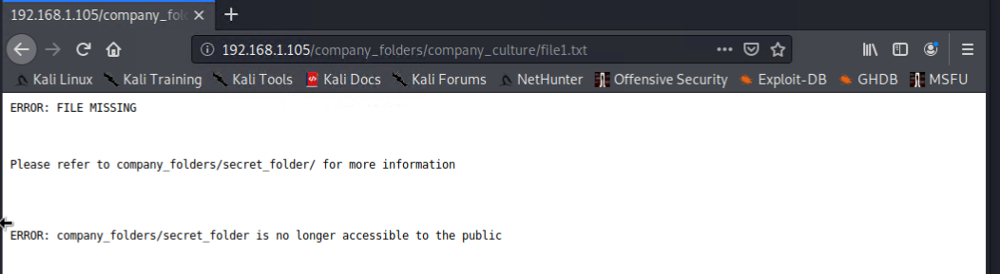 192.168.1.105/company_fol
192.168.1.105/company_folders/company_culture/file1.txt
Kali Linux Kali Training Kali Tools Kali Docs Kali Forums NetHunter Offensive Security Exploit-DB GHDB MSFU
ERROR: FILE MISSING
Please refer to company_folders/secret_folder/ for more information
ERROR: company_folders/secret_folder is no longer accessible to the public